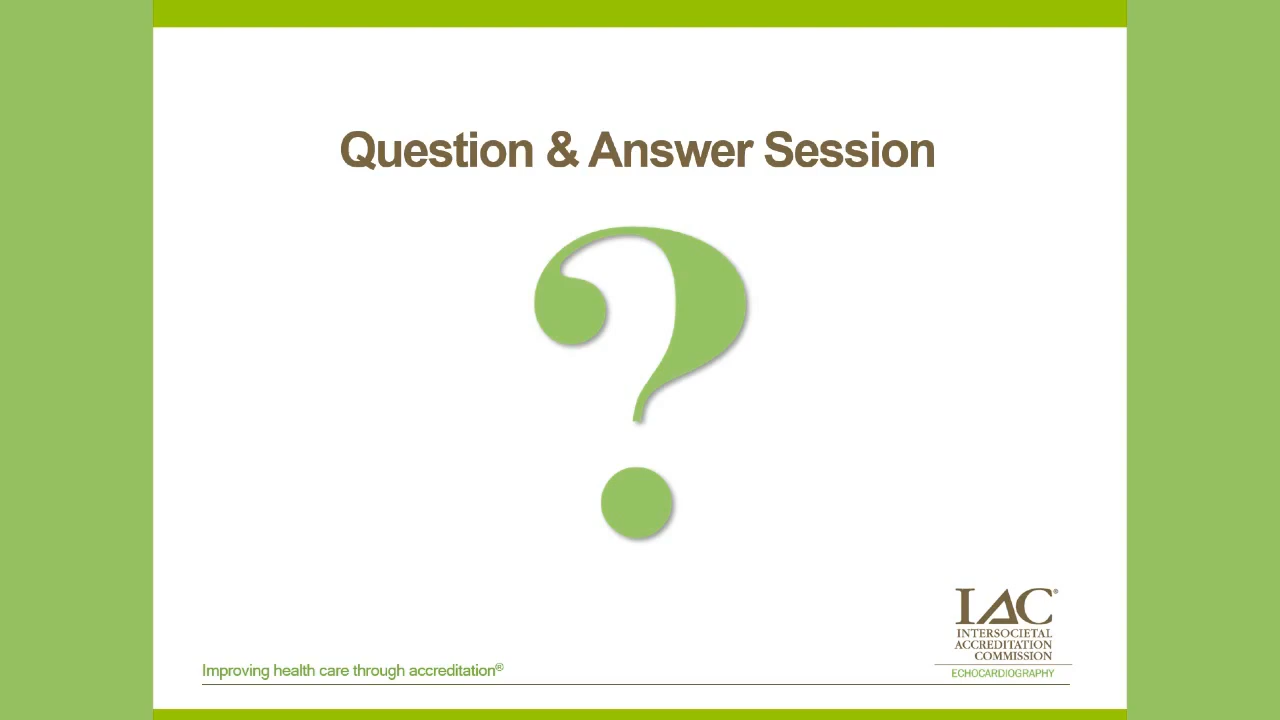 Question & Answer Session
?
IAC®
INTERSOCIETAL
ACCREDITATION
COMMISSION
ECHOCARDIOGRAPHY
Improving health care through accreditation®